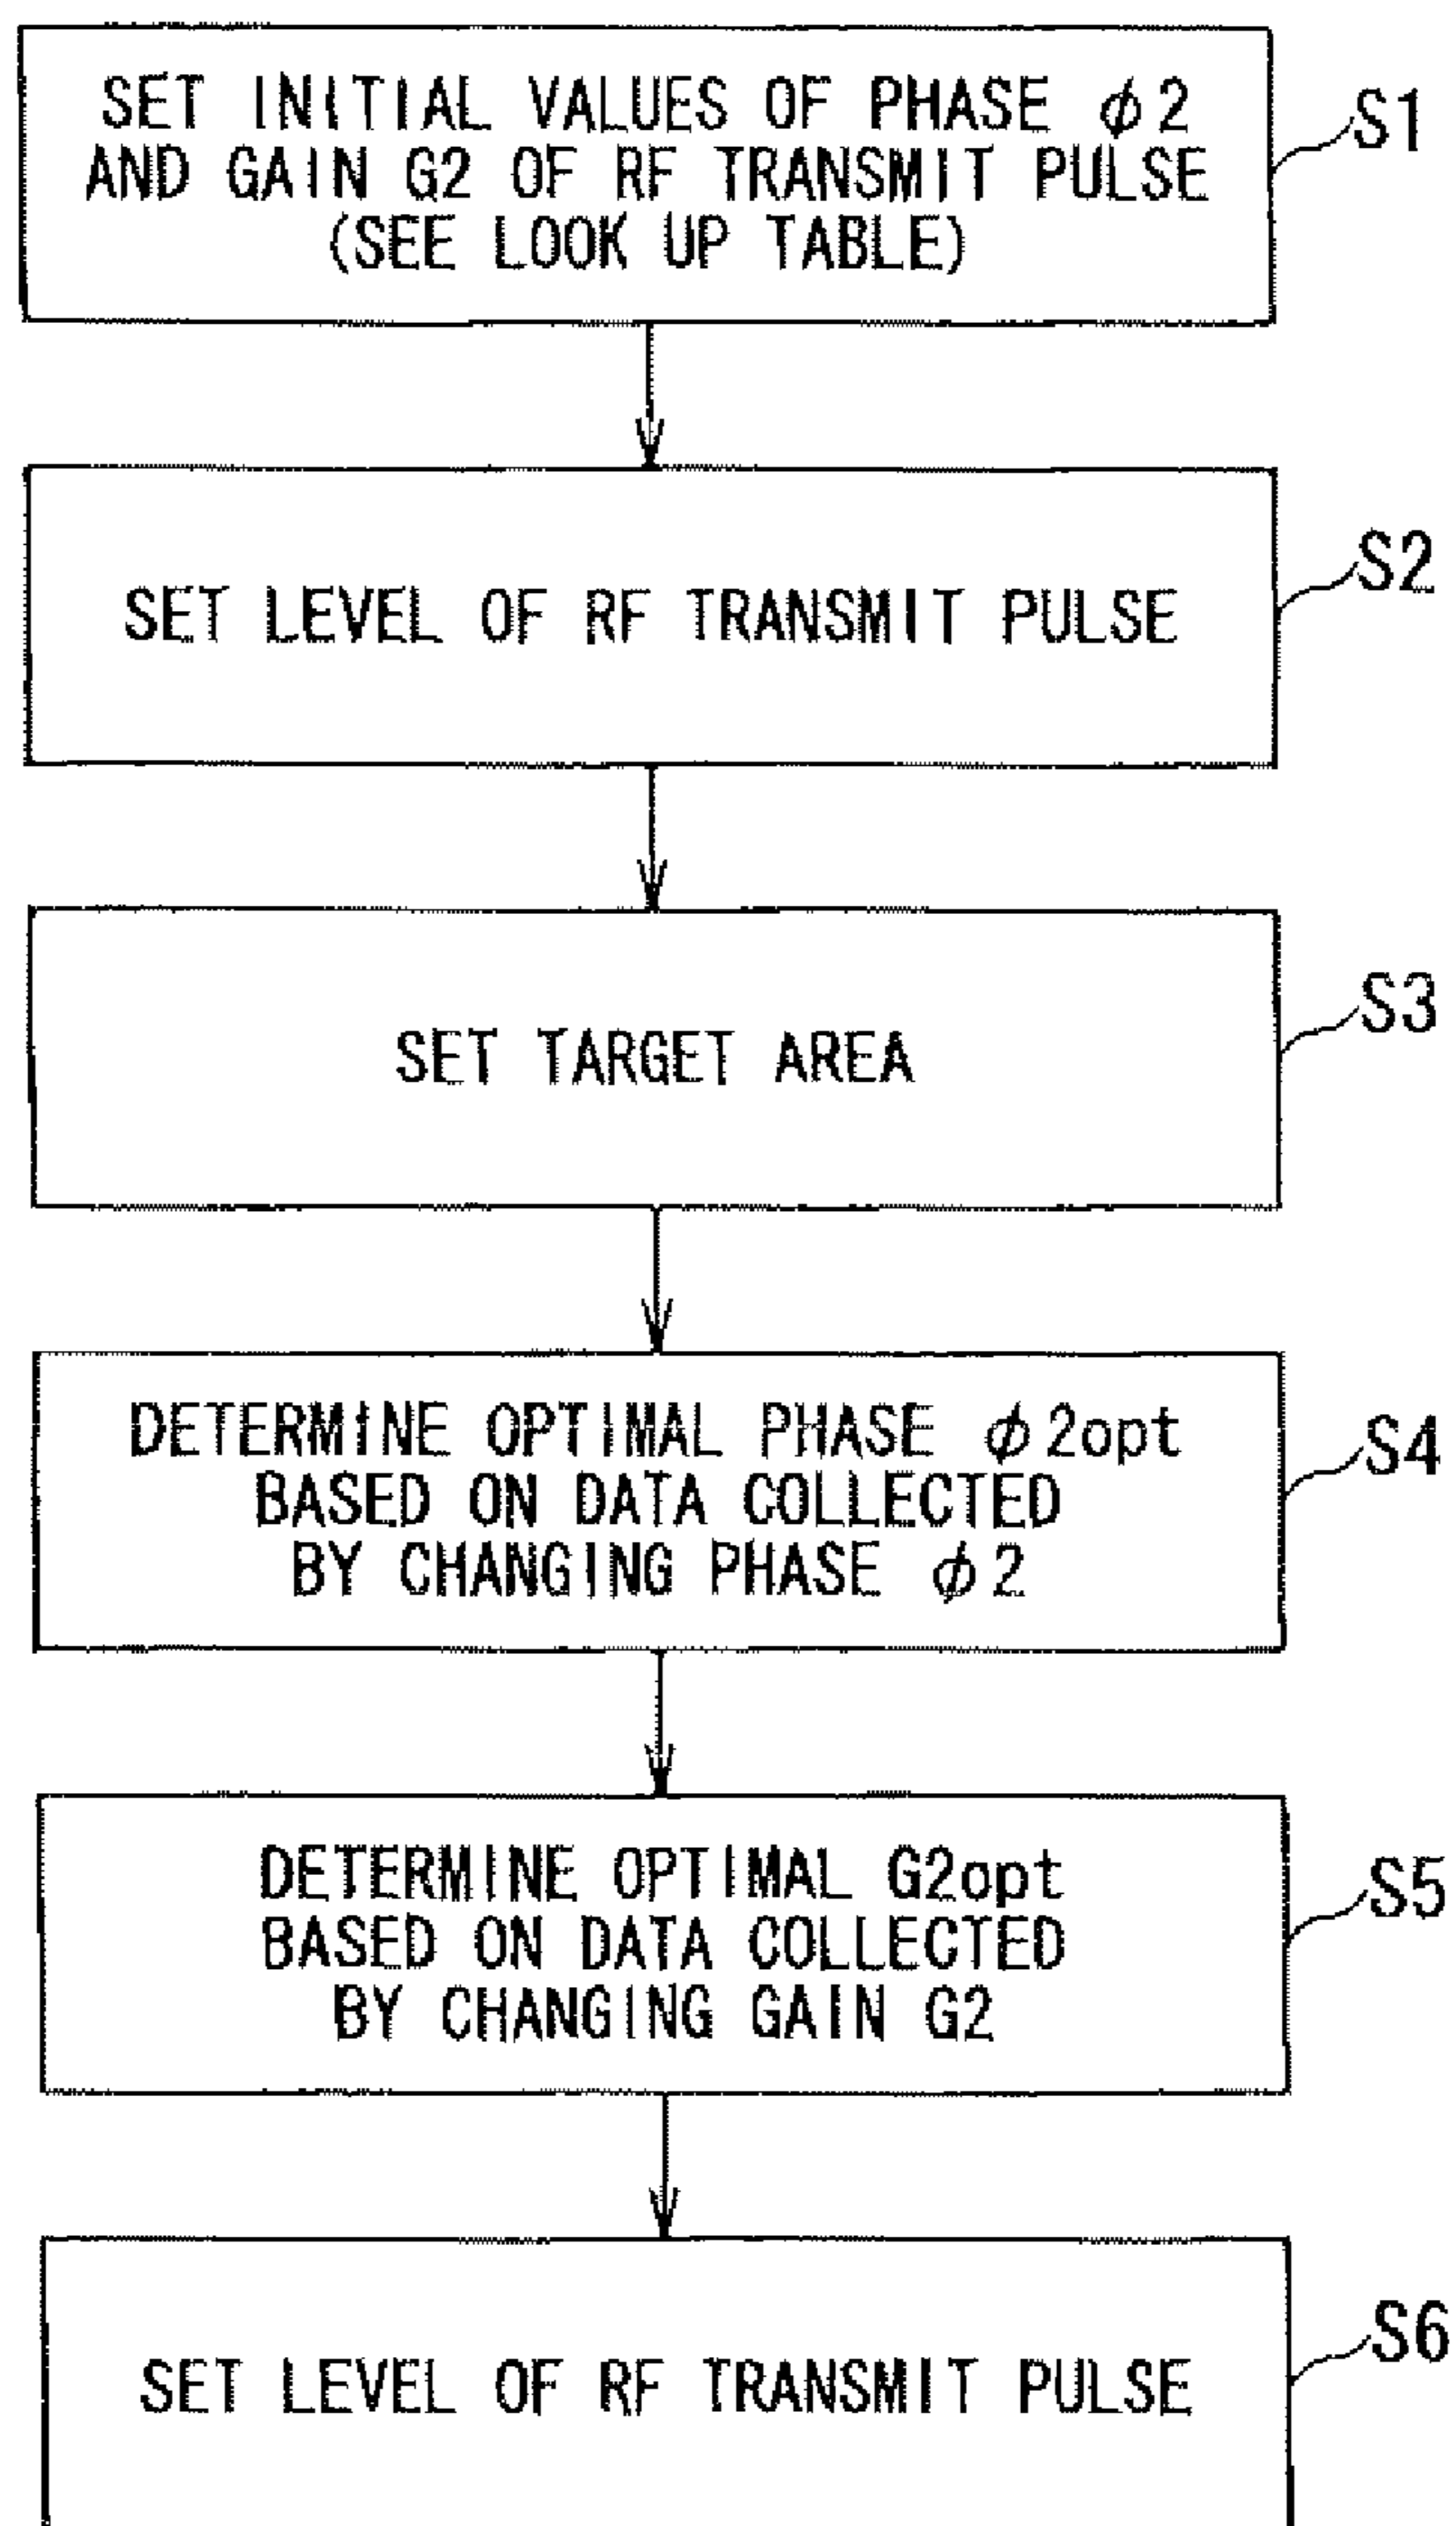 SET INITIAL VALUES OF PHASE φ2
AND GAIN G2 OF RF TRANSMIT PULSE
(SEE LOOK UP TABLE)
S1
SET LEVEL OF RF TRANSMIT PULSE
S2
SET TARGET AREA
S3
DETERMINE OPTIMAL PHASE φ2opt
BASED ON DATA COLLECTED
BY CHANGING PHASE φ2
S4
DETERMINE OPTIMAL G2opt
BASED ON DATA COLLECTED
BY CHANGING GAIN G2
S5
SET LEVEL OF RF TRANSMIT PULSE
S6